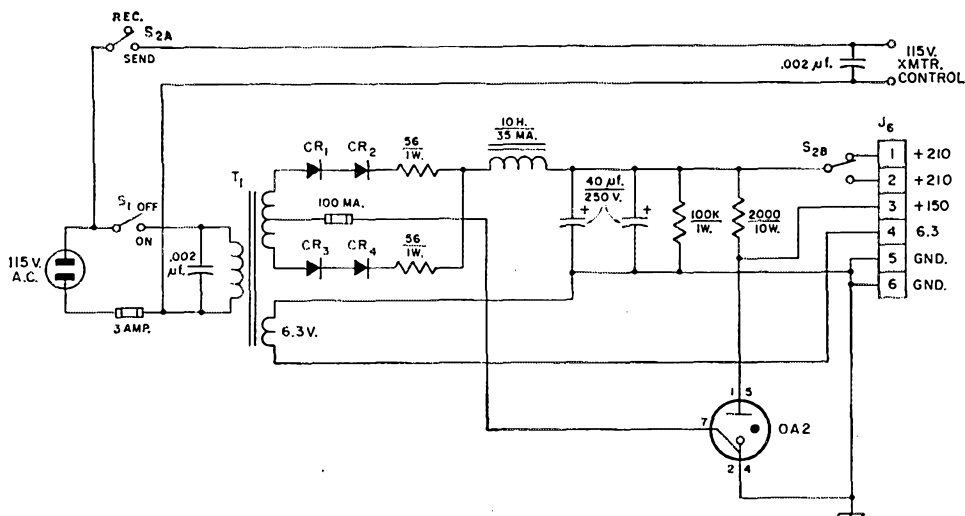 REC.
S2A
SEND
.002 µf.
115 V.
XMTR.
CONTROL
10 H.
35 MA.
J6
CR1
CR2
56
1W.
S2B
1
+210
T1
40 µf.
250 V.
2
+210
S1 OFF
100 MA.
100K
1W.
2000
10W.
3
+150
ON
4
6.3
CR3
CR4
56
1W.
5
GND.
115 V.
A.C.
.002
µf.
6
GND.
3 AMP.
6.3 V.
1 5
7
OA2
2 4